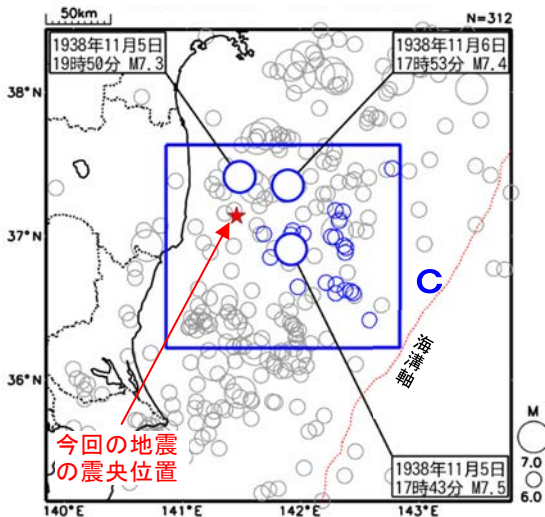 50km
N=312
1938年11月5日
19時50分 M7.3
1938年11月6日
17時53分 M7.4
38°N
37°N
C
海溝軸
36°N
今回の地震
の震央位置
M
7.0
6.0
1938年11月5日
17時43分 M7.5
140°E
141°E
142°E
143°E